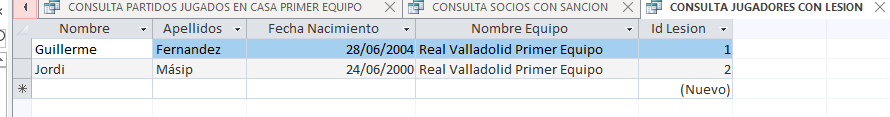 CONSULTA PARTIDOS JUGADOS EN CASA PRIMER EQUIPO CONSULTA SOCIOS CON SANCION CONSULTA JUGADORES CON LESION
Nombre Apellidos Fecha Nacimiento Nombre Equipo Id Lesion
Guillerme Fernandez 28/06/2004 Real Valladolid Primer Equipo 1
Jordi Másip 24/06/2000 Real Valladolid Primer Equipo 2
(Nuevo)